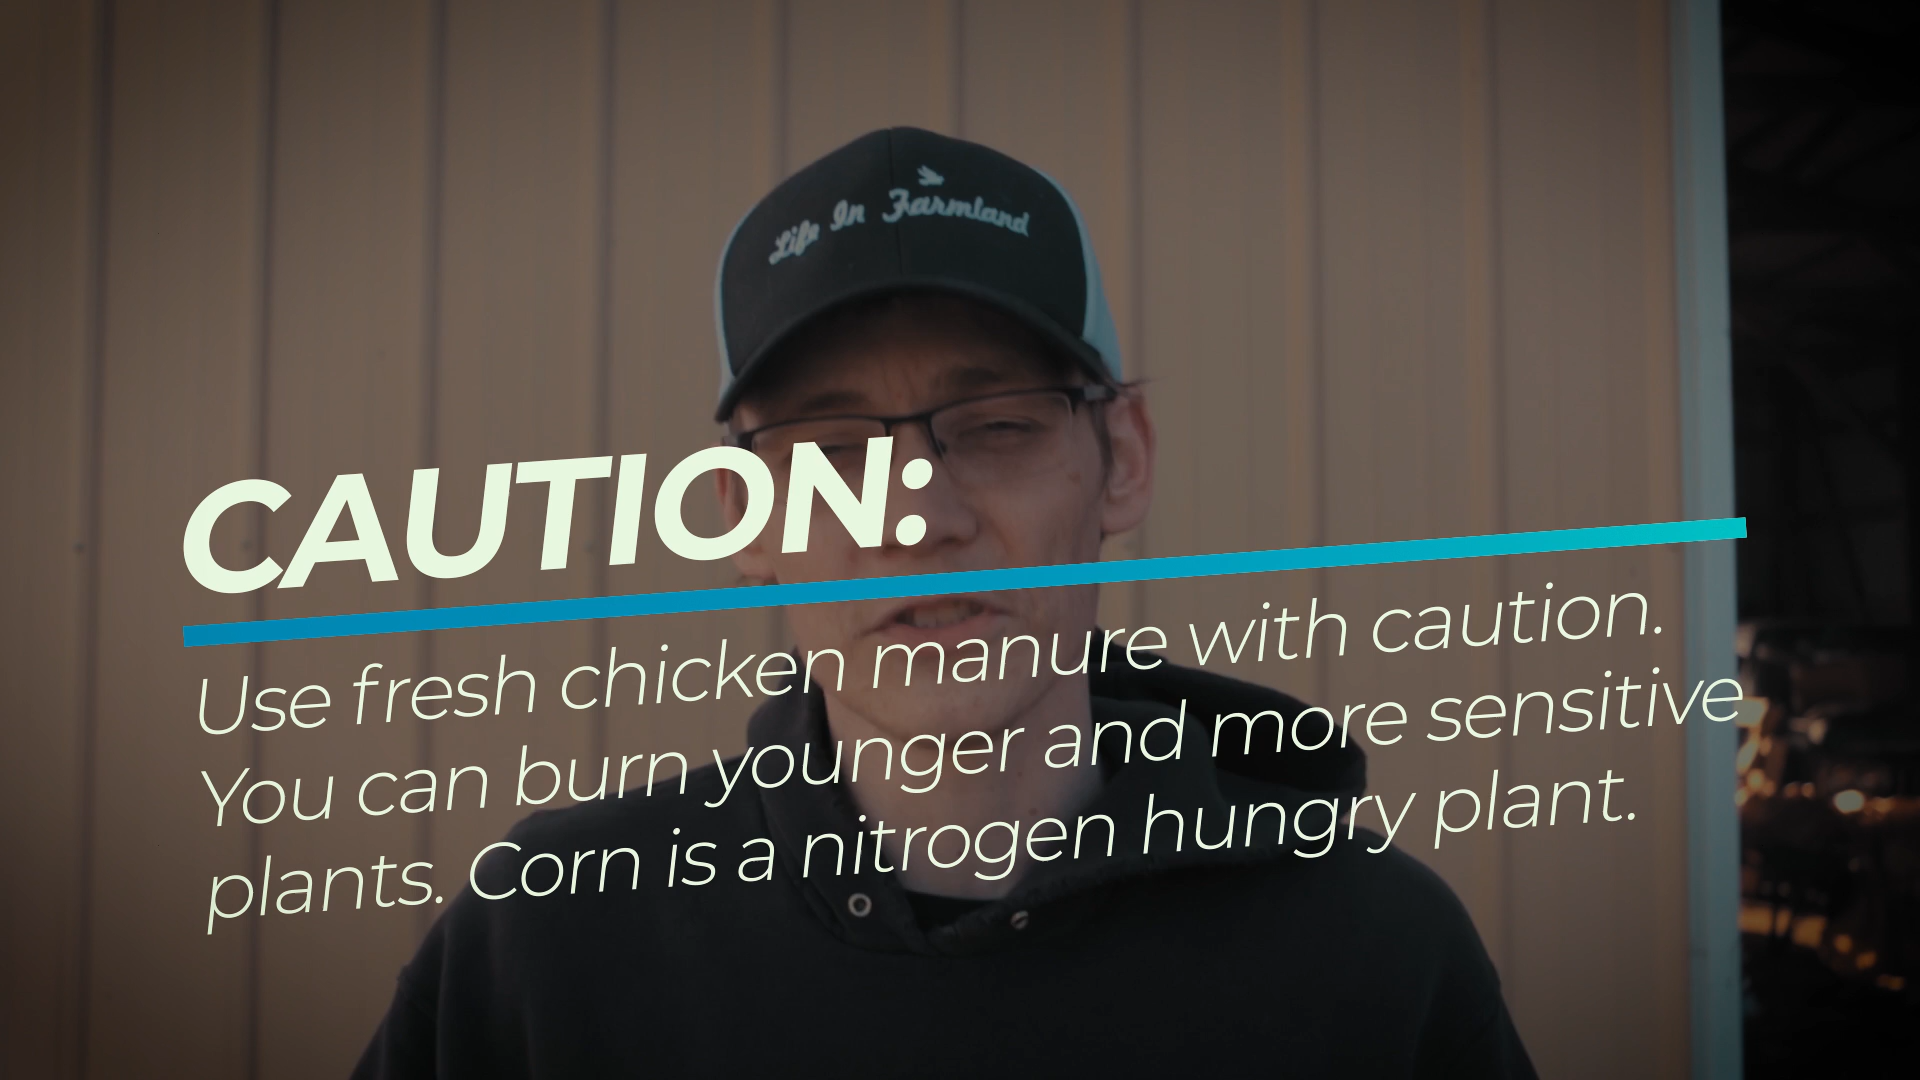 Life In Farmland
CAUTION:
Use fresh chicken manure with caution.
You can burn younger and more sensitive
plants. Corn is a nitrogen hungry plant.